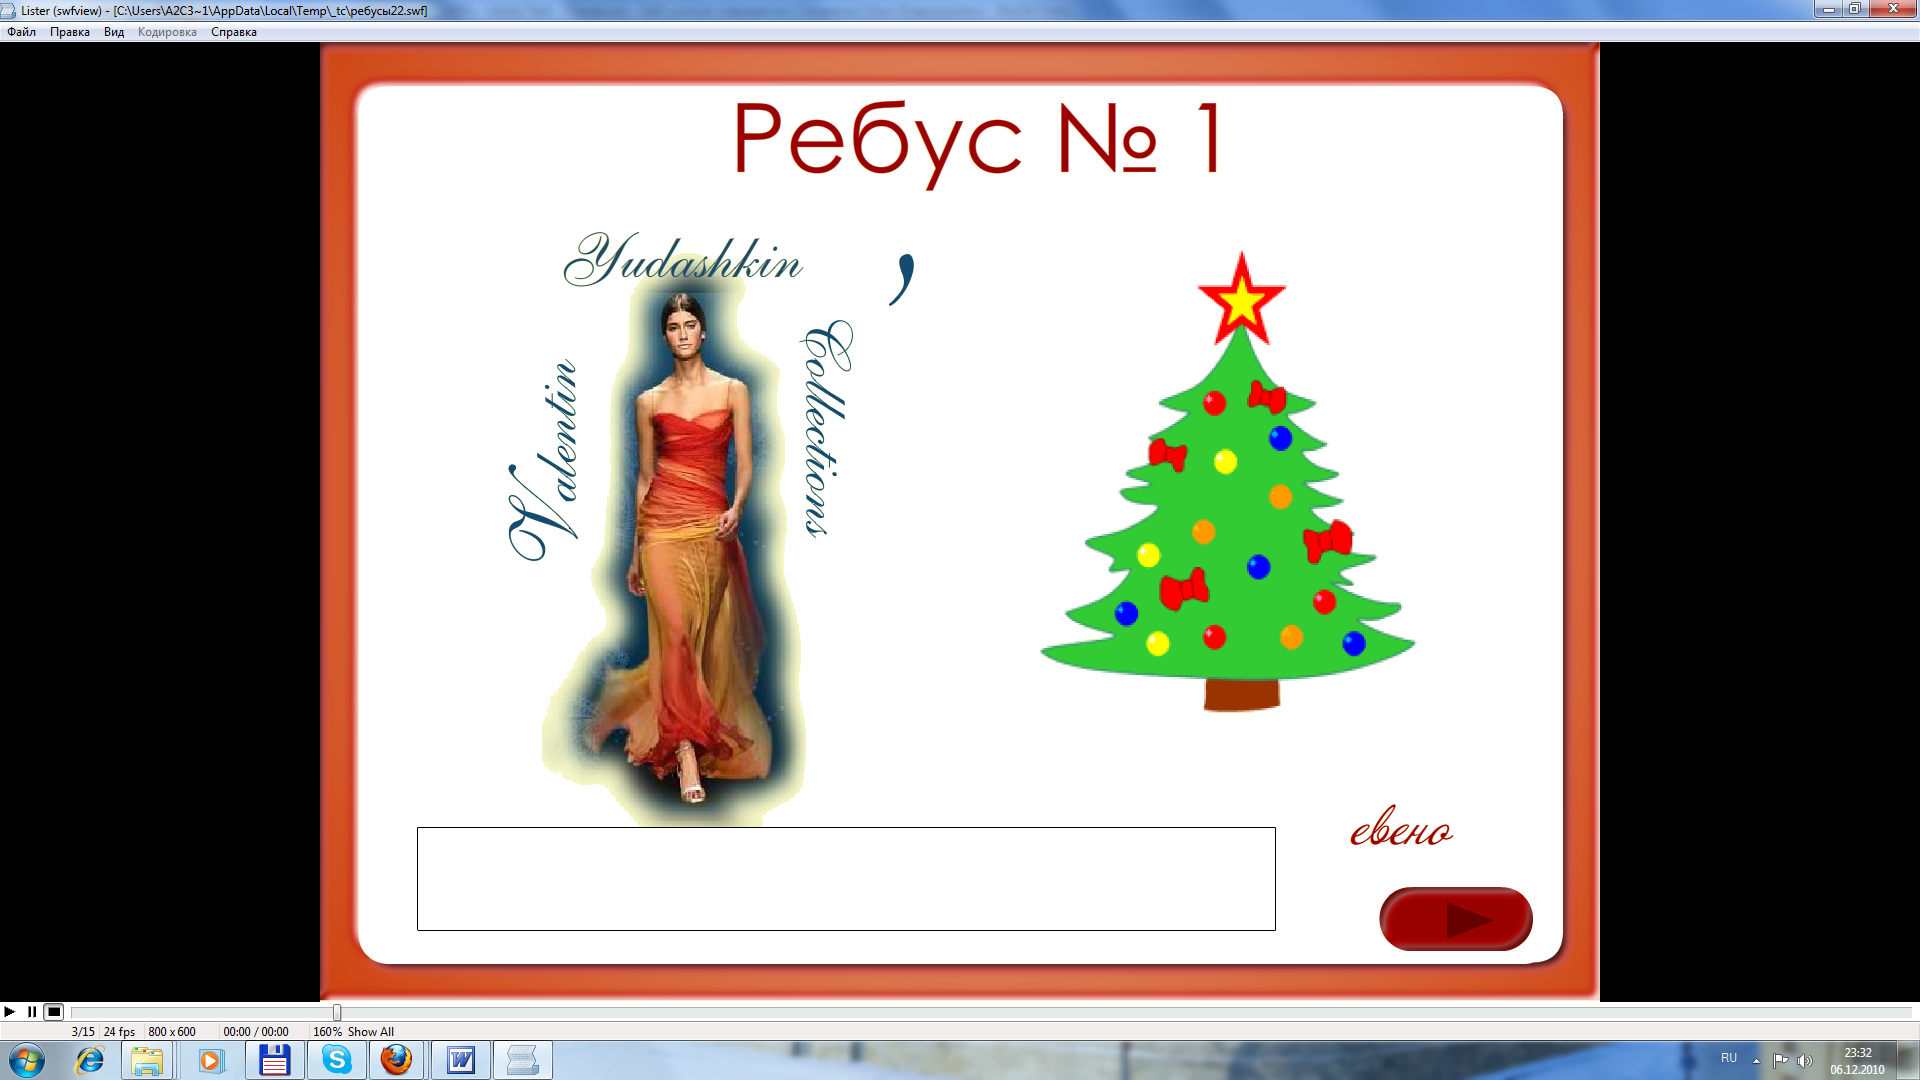 Lister (swfview) - [C:\Users\A2C3~1\AppData\Local\Temp\_tc\ребусы22.swf]
Файл Правка Вид Кодировка Справка
Ребус № 1
Yudashkin
,
Valentin
Collections
евено
3/15 24 fps 800 x 600 00:00 / 00:00 160% Show All
RU
23:32
06.12.2010